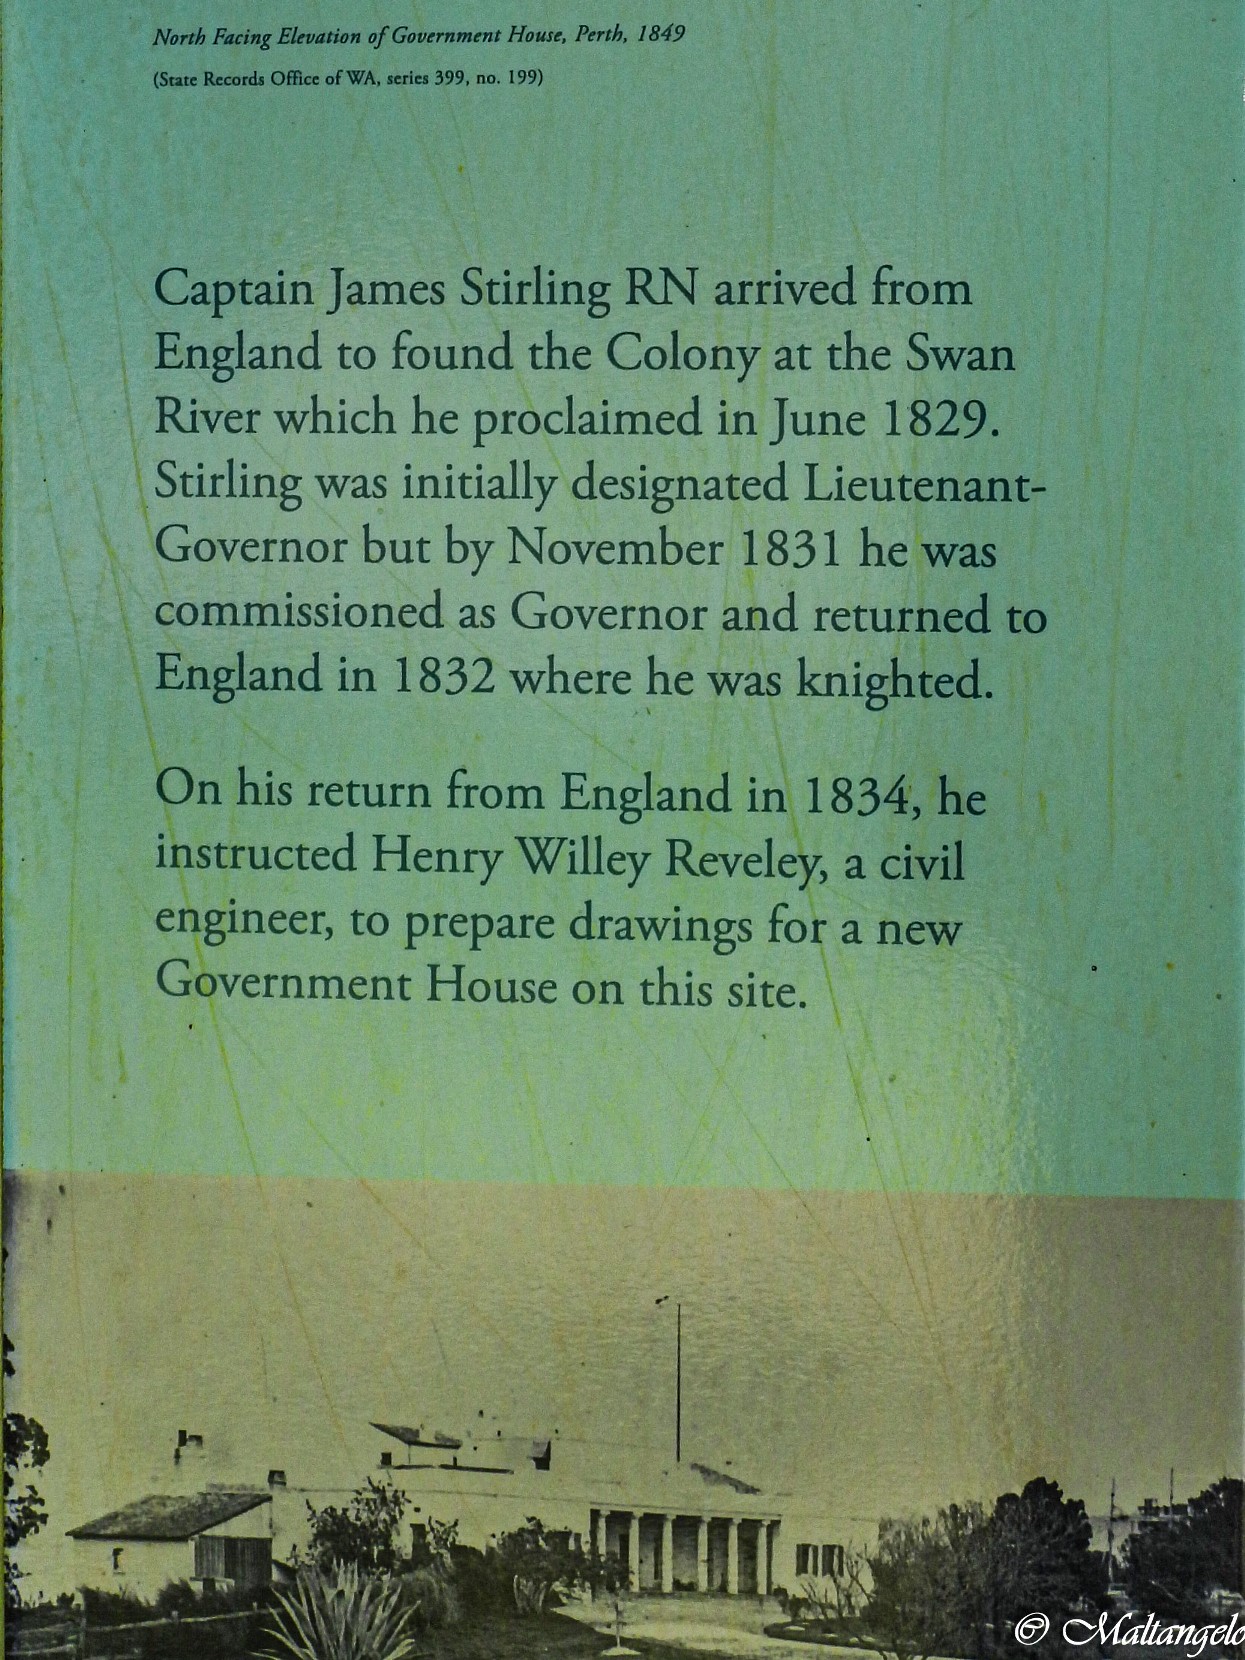 North Facing Elevation of Government House, Perth, 1849
(State Records Office of WA, series 399, no. 199)
Captain James Stirling RN arrived from
England to found the Colony at the Swan
River which he proclaimed in June 1829.
Stirling was initially designated Lieutenant-
Governor but by November 1831 he was
commissioned as Governor and returned to
England in 1832 where he was knighted.
On his return from England in 1834, he
instructed Henry Willey Reveley, a civil
engineer, to prepare drawings for a new
Government House on this site.
© Maltangelo